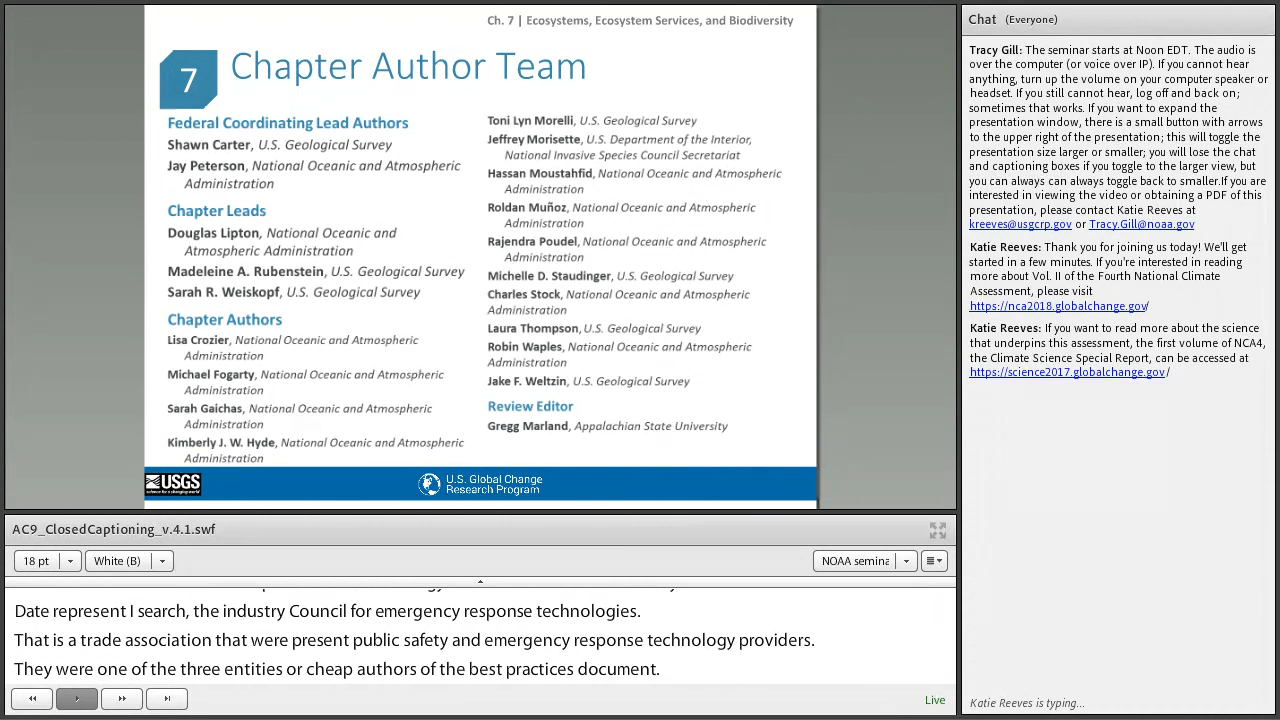 Ch. 7 | Ecosystems, Ecosystem Services, and Biodiversity
7
Chapter Author Team
Federal Coordinating Lead Authors
Shawn Carter, U.S. Geological Survey
Jay Peterson, National Oceanic and Atmospheric
Administration
Chapter Leads
Douglas Lipton, National Oceanic and
Atmospheric Administration
Madeleine A. Rubenstein, U.S. Geological Survey
Sarah R. Weiskopf, U.S. Geological Survey
Chapter Authors
Lisa Crozier, National Oceanic and Atmospheric
Administration
Michael Fogarty, National Oceanic and Atmospheric
Administration
Sarah Gaichas, National Oceanic and Atmospheric
Administration
Kimberly J. W. Hyde, National Oceanic and Atmospheric
Administration
Toni Lyn Morelli, U.S. Geological Survey
Jeffrey Morisette, U.S. Department of the Interior,
National Invasive Species Council Secretariat
Hassan Moustahfid, National Oceanic and Atmospheric
Administration
Roldan Muñoz, National Oceanic and Atmospheric
Administration
Rajendra Poudel, National Oceanic and Atmospheric
Administration
Michelle D. Staudinger, U.S. Geological Survey
Charles Stock, National Oceanic and Atmospheric
Administration
Laura Thompson, U.S. Geological Survey
Robin Waples, National Oceanic and Atmospheric
Administration
Jake F. Weltzin, U.S. Geological Survey
Review Editor
Gregg Marland, Appalachian State University
USGS
science for a changing world
U.S. Global Change
Research Program
AC9_ClosedCaptioning_v.4.1.swf
18 pt
White (B)
NOAA semina
Date represent I search, the industry Council for emergency response technologies.
That is a trade association that were present public safety and emergency response technology providers.
They were one of the three entities or cheap authors of the best practices document.
Live
Chat (Everyone)
Tracy Gill: The seminar starts at Noon EDT. The audio is
over the computer (or voice over IP). If you cannot hear
anything, turn up the volume on your computer speaker or
headset. If you still cannot hear, log off and back on;
sometimes that works. If you want to expand the
presentation window, there is a small button with arrows
to the upper right of the presentation; this will toggle the
presentation size larger or smaller; you will lose the chat
and captioning boxes if you toggle to the larger view, but
you can always can always toggle back to smaller.If you are
interested in viewing the video or obtaining a PDF of this
presentation, please contact Katie Reeves at
kreeves@usgcrp.gov or Tracy.Gill@noaa.gov
Katie Reeves: Thank you for joining us today! We'll get
started in a few minutes. If you're interested in reading
more about Vol. II of the Fourth National Climate
Assessment, please visit
https://nca2018.globalchange.gov/
Katie Reeves: If you want to read more about the science
that underpins this assessment, the first volume of NCA4,
the Climate Science Special Report, can be accessed at
https://science2017.globalchange.gov/
Katie Reeves is typing...